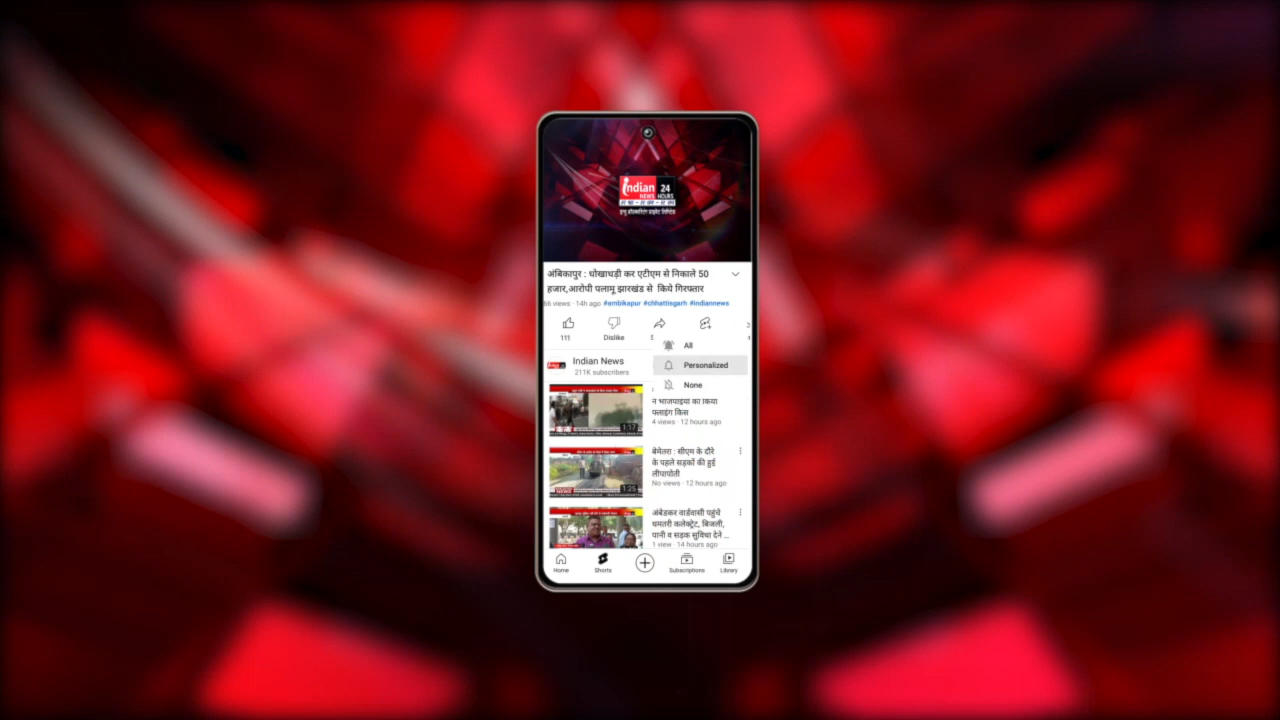 Indian 24
NEWS HOURS
अंबिकापुर : धोखाधड़ी कर एटीएम से निकाले 50
हजार,आरोपी पलामू झारखंड से किये गिरफ्तार
66 views · 14h ago #ambikapur #chhattisgarh #indiannews
111
Dislike
All
Indian News
211K subscribers
Personalized
None
न भाजपाइयों का किया
फ्लाइंग किस
4 views · 12 hours ago
1:17
बेमेतरा : सीएम के दौरे
के पहले सड़कों की हुई
लीपापोती
No views · 12 hours ago
1:25
अंबेडकर वार्डवासी पहुंचे
धमतरी कलेक्ट्रेट, बिजली,
पानी व सड़क सुविधा देने ...
1 view · 14 hours ago
Home
Shorts
Subscriptions
Library